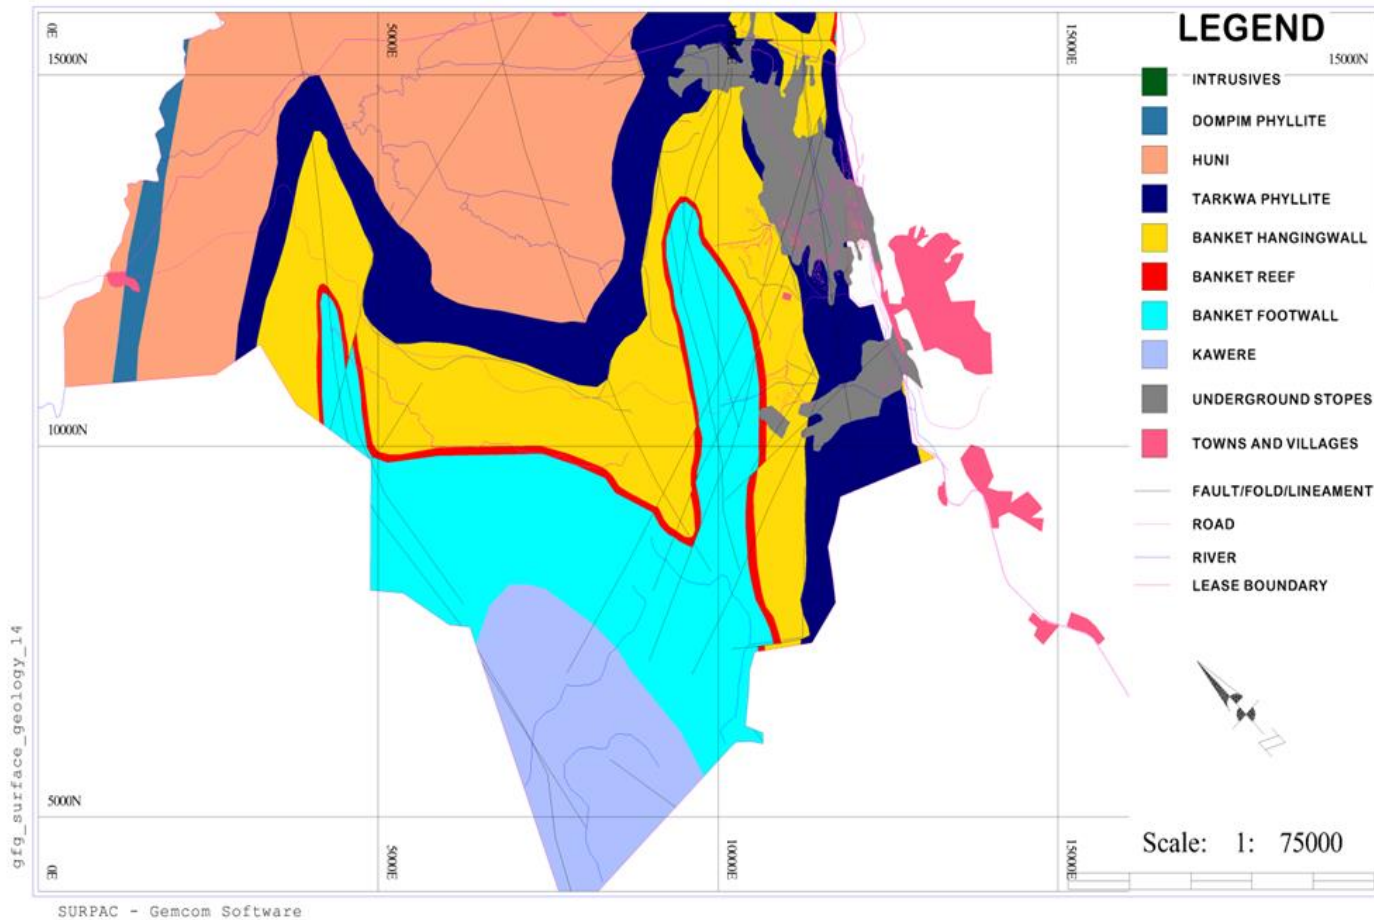 LEGEND
0E
5000E
15000E
15000N
15000N
INTRUSIVES
DOMPIM PHYLLITE
HUNI
TARKWA PHYLLITE
BANKET HANGINGWALL
BANKET REEF
BANKET FOOTWALL
KAWERE
10000N
UNDERGROUND STOPES
TOWNS AND VILLAGES
FAULT/FOLD/LINEAMENT
ROAD
RIVER
LEASE BOUNDARY
gfg_surface_geology_14
N
5000N
Scale: 1: 75000
0E
5000E
10000E
15000E
SURPAC - Gemcom Software